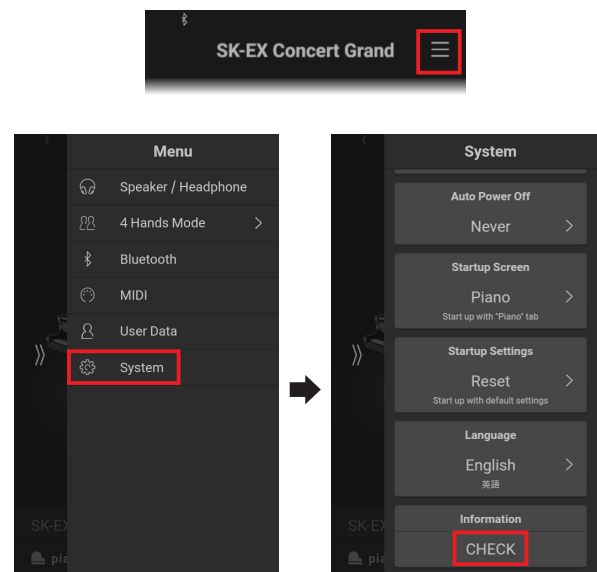 SK-EX Concert Grand
Menu
Speaker / Headphone
4 Hands Mode
Bluetooth
MIDI
User Data
System
SK-EX
pia
System
Auto Power Off
Never
Startup Screen
Piano
Start up with "Piano" tab
Startup Settings
Reset
Start up with default settings
Language
English
英語
Information
CHECK
SK-EX
pia